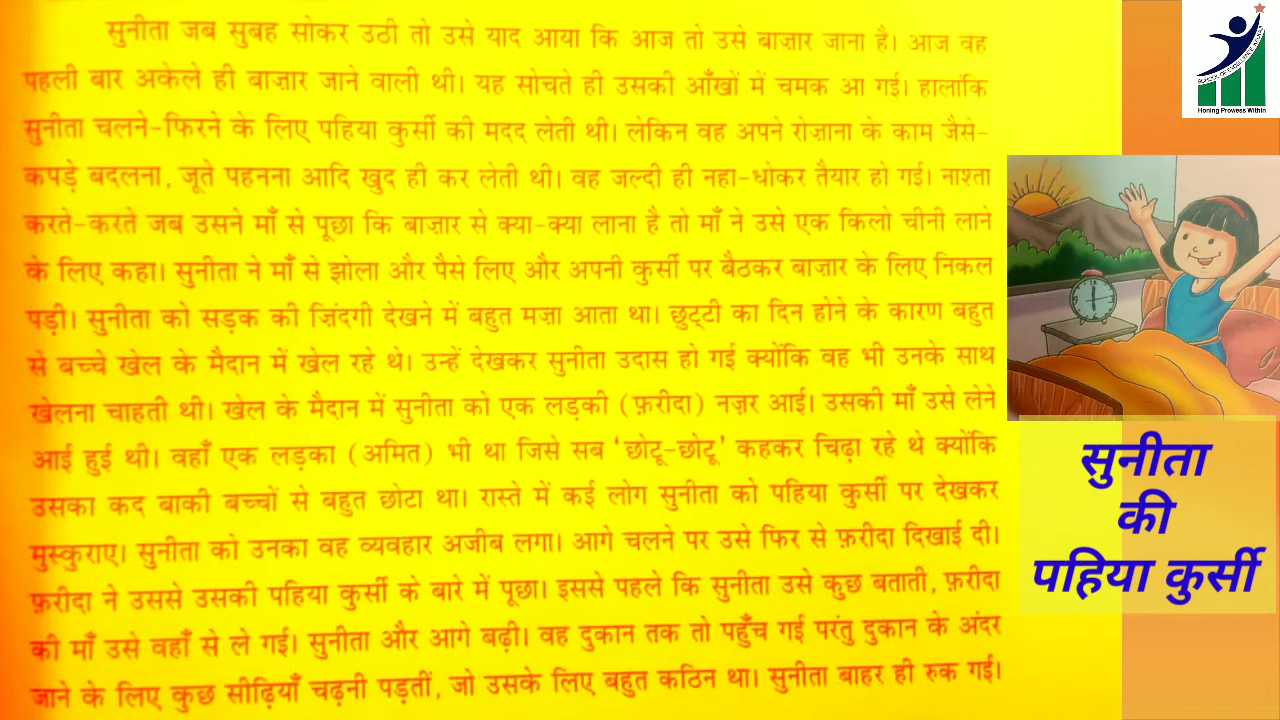 सुनीता जब सुबह सोकर उठी तो उसे याद आया कि आज तो उसे बाज़ार जाना है। आज वह
पहली बार अकेले ही बाज़ार जाने वाली थी। यह सोचते ही उसकी आँखों में चमक आ गई। हालांकि
सुनीता चलने-फिरने के लिए पहिया कुर्सी की मदद लेती थी। लेकिन वह अपने रोज़ाना के काम जैसे-
कपड़े बदलना, जूते पहनना आदि खुद ही कर लेती थी। वह जल्दी ही नहा-धोकर तैयार हो गई। नाश्ता
करते-करते जब उसने माँ से पूछा कि बाज़ार से क्या-क्या लाना है तो माँ ने उसे एक किलो चीनी लाने
के लिए कहा। सुनीता ने माँ से झोला और पैसे लिए और अपनी कुर्सी पर बैठकर बाज़ार के लिए निकल
पड़ी। सुनीता को सड़क की ज़िंदगी देखने में बहुत मज़ा आता था। छुट्टी का दिन होने के कारण बहुत
से बच्चे खेल के मैदान में खेल रहे थे। उन्हें देखकर सुनीता उदास हो गई क्योंकि वह भी उनके साथ
खेलना चाहती थी। खेल के मैदान में सुनीता को एक लड़की (फ़रीदा) नज़र आई। उसकी माँ उसे लेने
आई हुई थी। वहाँ एक लड़का (अमित) भी था जिसे सब 'छोटू-छोटू' कहकर चिढ़ा रहे थे क्योंकि
उसका कद बाकी बच्चों से बहुत छोटा था। रास्ते में कई लोग सुनीता को पहिया कुर्सी पर देखकर
मुस्कुराए। सुनीता को उनका वह व्यवहार अजीब लगा। आगे चलने पर उसे फिर से फ़रीदा दिखाई दी।
फ़रीदा ने उससे उसकी पहिया कुर्सी के बारे में पूछा। इससे पहले कि सुनीता उसे कुछ बताती, फ़रीदा
की माँ उसे वहाँ से ले गई। सुनीता और आगे बढ़ी। वह दुकान तक तो पहुँच गई परंतु दुकान के अंदर
जाने के लिए कुछ सीढ़ियाँ चढ़नी पड़तीं, जो उसके लिए बहुत कठिन था। सुनीता बाहर ही रुक गई।
Honing Prowess Within
सुनीता
की
पहिया कुर्सी